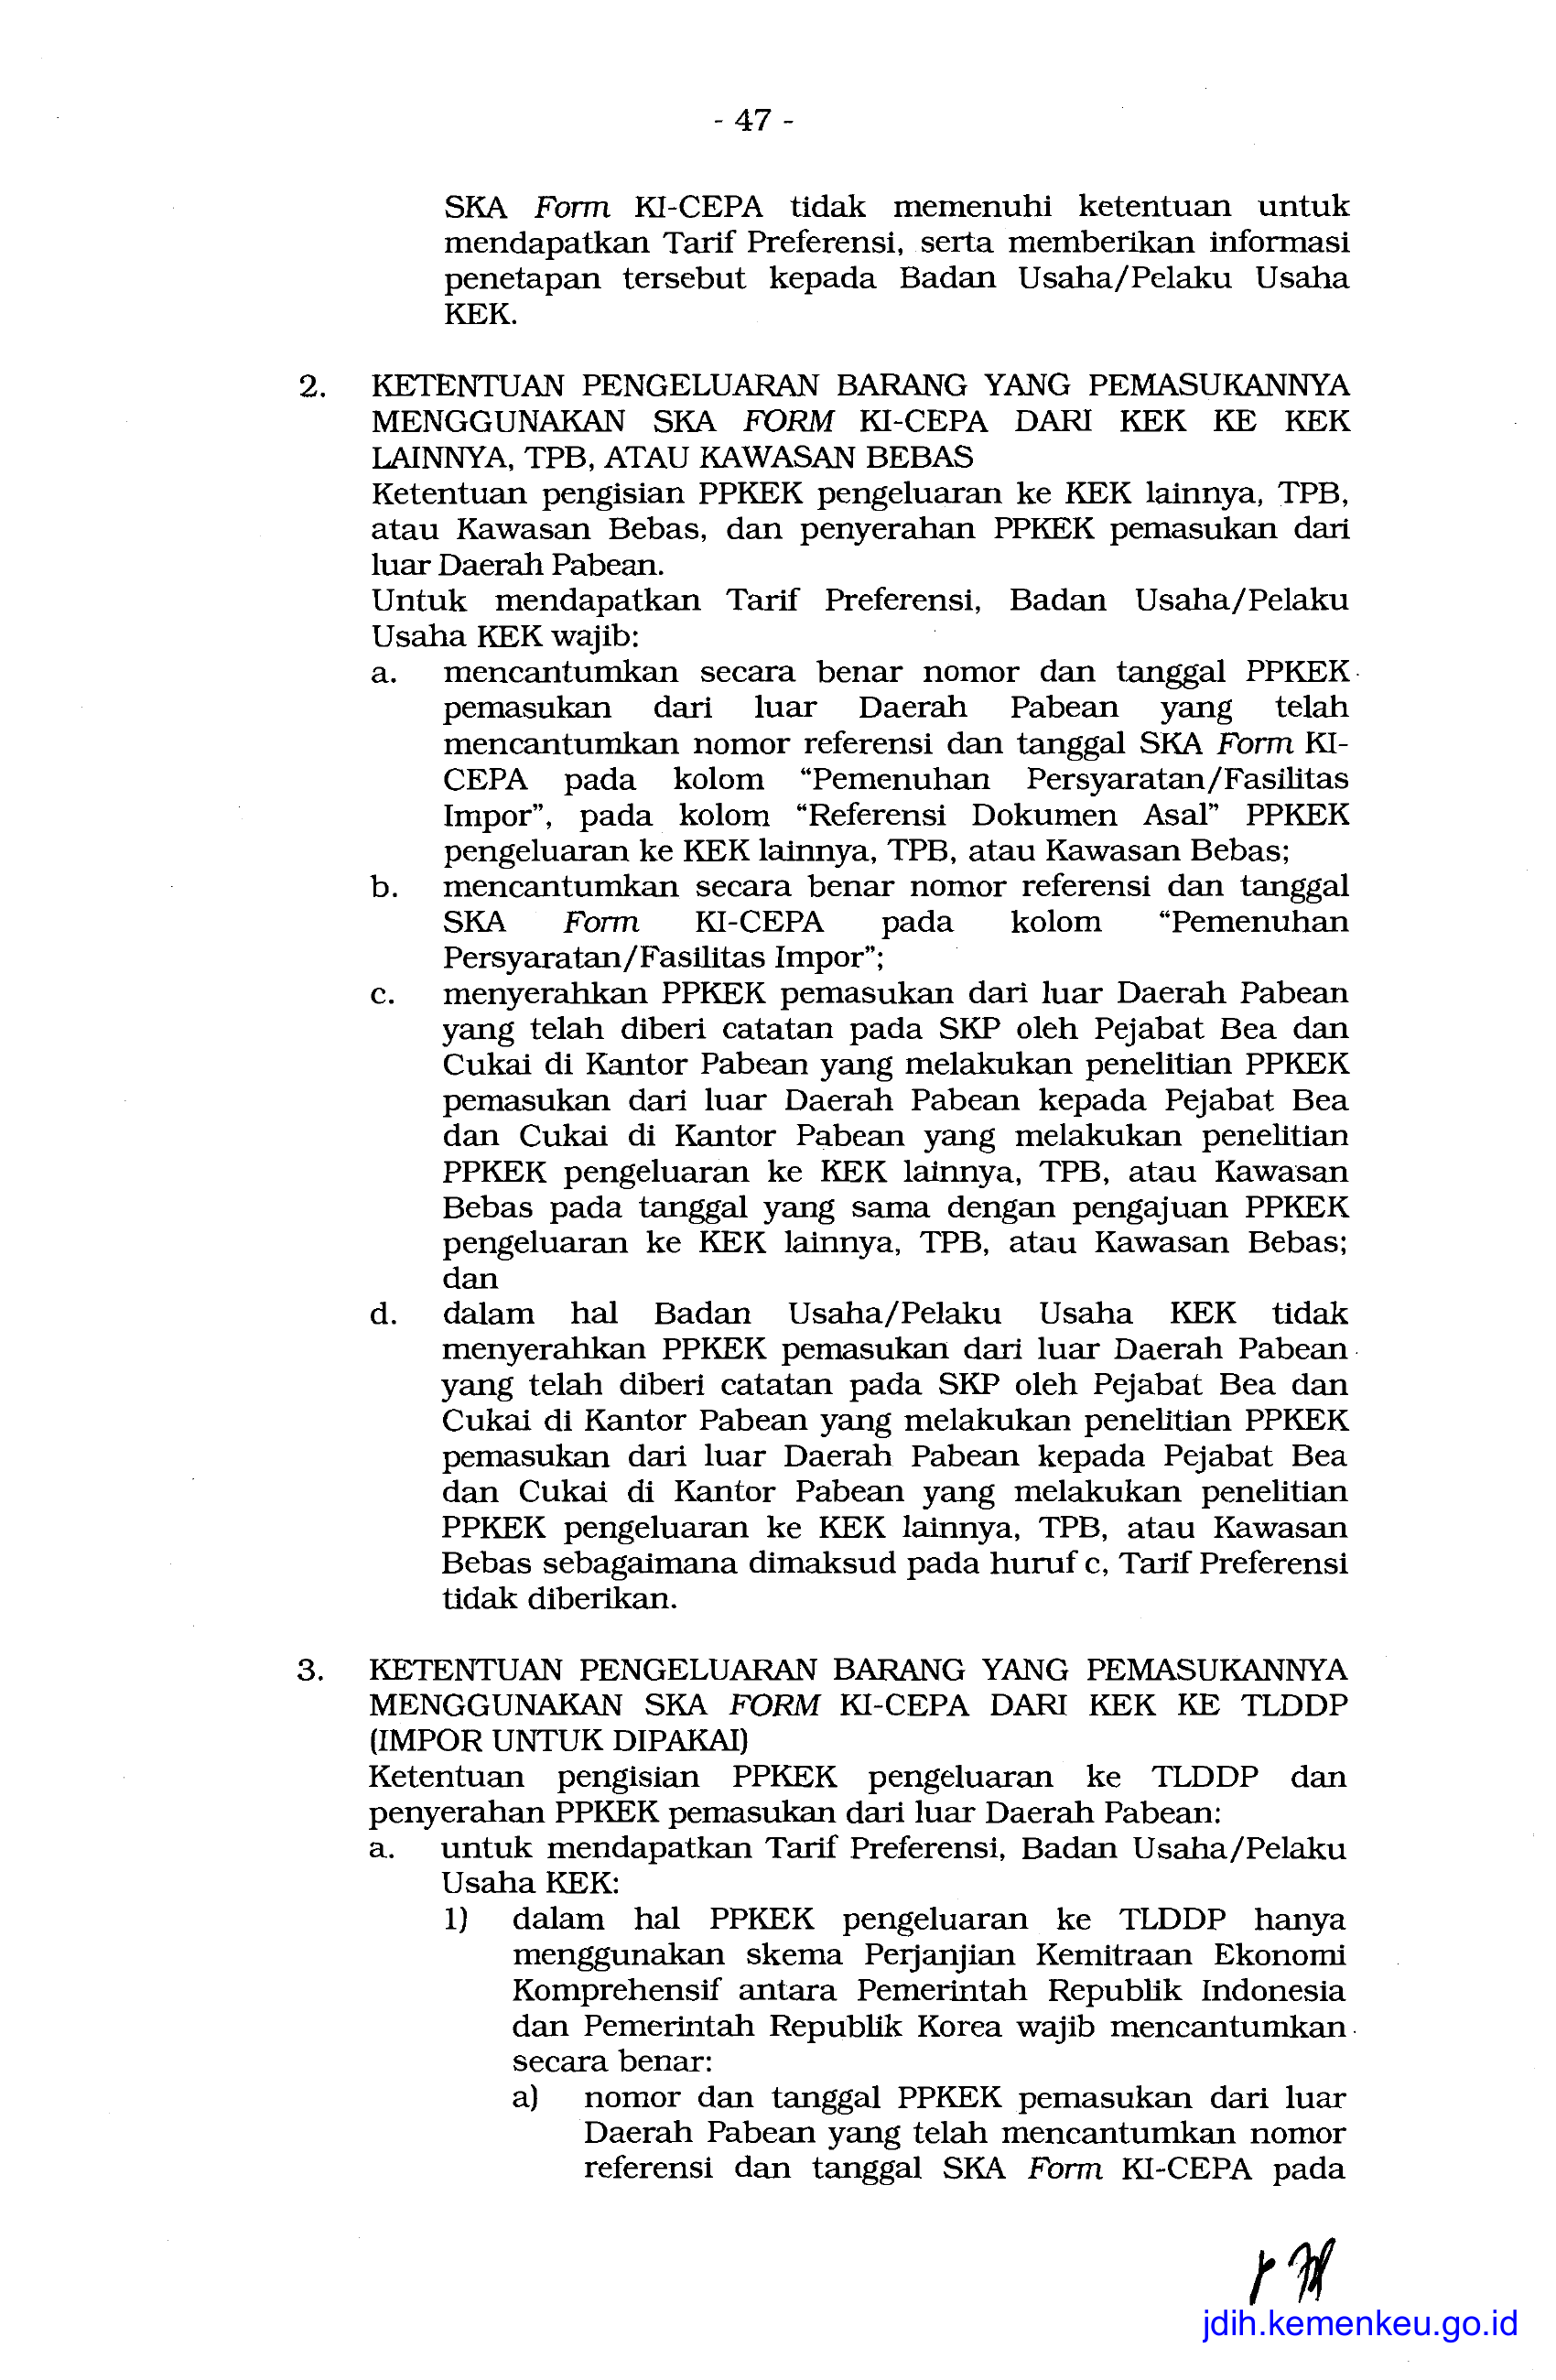 - 47 -
SKA Form KI-CEPA tidak memenuhi ketentuan untuk
mendapatkan Tarif Preferensi, serta memberikan informasi
penetapan tersebut kepada Badan Usaha/Pelaku Usaha
KEK.
2. KETENTUAN PENGELUARAN BARANG YANG PEMASUKANNYA
MENGGUNAKAN SKA FORM KI-CEPA DARI KEK KE KEK
LAINNYA, TPB, ATAU KAWASAN BEBAS
Ketentuan pengisian PPKEK pengeluaran ke KEK lainnya, TPB,
atau Kawasan Bebas, dan penyerahan PPKEK pemasukan dari
luar Daerah Pabean.
Untuk mendapatkan Tarif Preferensi, Badan Usaha/Pelaku
Usaha KEK wajib:
a. mencantumkan secara benar nomor dan tanggal PPKEK
pemasukan dari luar Daerah Pabean yang telah
mencantumkan nomor referensi dan tanggal SKA Form KI-
CEPA pada kolom “Pemenuhan Persyaratan/Fasilitas
Impor”, pada kolom “Referensi Dokumen Asal” PPKEK
pengeluaran ke KEK lainnya, TPB, atau Kawasan Bebas;
b. mencantumkan secara benar nomor referensi dan tanggal
SKA Form KI-CEPA pada kolom “Pemenuhan
Persyaratan/Fasilitas Impor”;
c. menyerahkan PPKEK pemasukan dari luar Daerah Pabean
yang telah diberi catatan pada SKP oleh Pejabat Bea dan
Cukai di Kantor Pabean yang melakukan penelitian PPKEK
pemasukan dari luar Daerah Pabean kepada Pejabat Bea
dan Cukai di Kantor Pabean yang melakukan penelitian
PPKEK pengeluaran ke KEK lainnya, TPB, atau Kawasan
Bebas pada tanggal yang sama dengan pengajuan PPKEK
pengeluaran ke KEK lainnya, TPB, atau Kawasan Bebas;
dan
d. dalam hal Badan Usaha/Pelaku Usaha KEK tidak
menyerahkan PPKEK pemasukan dari luar Daerah Pabean
yang telah diberi catatan pada SKP oleh Pejabat Bea dan
Cukai di Kantor Pabean yang melakukan penelitian PPKEK
pemasukan dari luar Daerah Pabean kepada Pejabat Bea
dan Cukai di Kantor Pabean yang melakukan penelitian
PPKEK pengeluaran ke KEK lainnya, TPB, atau Kawasan
Bebas sebagaimana dimaksud pada huruf c, Tarif Preferensi
tidak diberikan.
3. KETENTUAN PENGELUARAN BARANG YANG PEMASUKANNYA
MENGGUNAKAN SKA FORM KI-CEPA DARI KEK KE TLDDP
(IMPOR UNTUK DIPAKAI)
Ketentuan pengisian PPKEK pengeluaran ke TLDDP dan
penyerahan PPKEK pemasukan dari luar Daerah Pabean:
a. untuk mendapatkan Tarif Preferensi, Badan Usaha/Pelaku
Usaha KEK:
1) dalam hal PPKEK pengeluaran ke TLDDP hanya
menggunakan skema Perjanjian Kemitraan Ekonomi
Komprehensif antara Pemerintah Republik Indonesia
dan Pemerintah Republik Korea wajib mencantumkan
secara benar:
a) nomor dan tanggal PPKEK pemasukan dari luar
Daerah Pabean yang telah mencantumkan nomor
referensi dan tanggal SKA Form KI-CEPA pada
jdih.kemenkeu.go.id